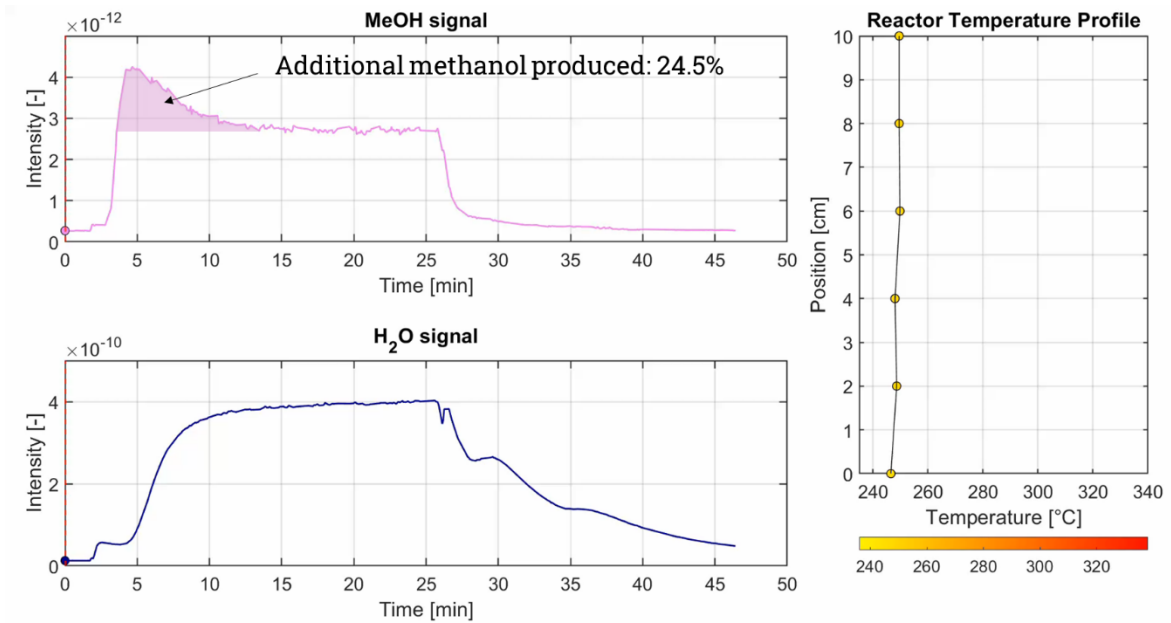 MeOH signal
×10⁻¹²
Additional methanol produced: 24.5%
Intensity [-]
4
3
2
1
0
0 5 10 15 20 25 30 35 40 45 50
Time [min]
H₂O signal
×10⁻¹⁰
Intensity [-]
4
2
0
0 5 10 15 20 25 30 35 40 45 50
Time [min]
Reactor Temperature Profile
Position [cm]
10
9
8
7
6
5
4
3
2
1
0
240 260 280 300 320 340
Temperature [°C]
240 260 280 300 320